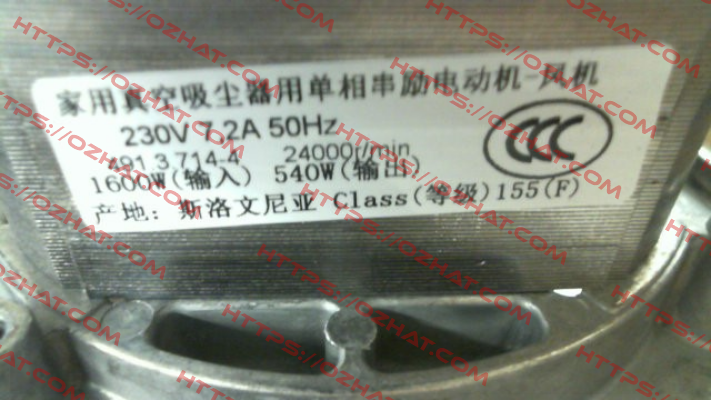 家用真空吸尘器用单相串励电动机-风机
230V 7.2A 50Hz
491.3.714-4 24000r/min
1600W(输入) 540W(输出)
产地: 斯洛文尼亚 Class(等级)155(F)
CCC
HTTPS://OZHAT.COM